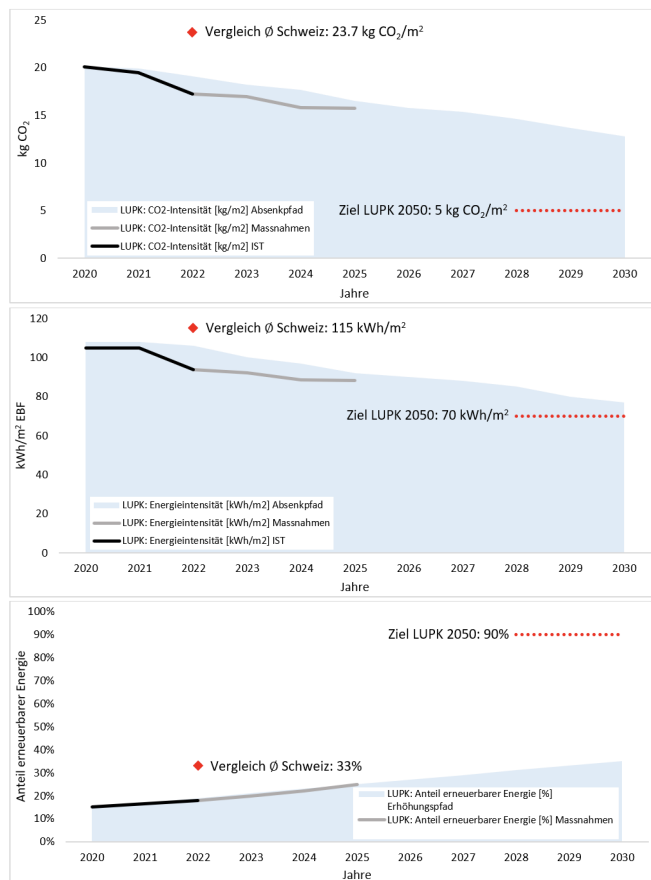 25
Vergleich Ø Schweiz: 23.7 kg CO₂/m²
20
15
10
5
0
kg CO₂
Ziel LUPK 2050: 5 kg CO₂/m²
LUPK: CO2-Intensität [kg/m2] Absenkpfad
LUPK: CO2-Intensität [kg/m2] Massnahmen
LUPK: CO2-Intensität [kg/m2] IST
2020 2021 2022 2023 2024 2025 2026 2027 2028 2029 2030
Jahre
120
Vergleich Ø Schweiz: 115 kWh/m²
100
80
60
40
20
0
kWh/m² EBF
Ziel LUPK 2050: 70 kWh/m²
LUPK: Energieintensität [kWh/m2] Absenkpfad
LUPK: Energieintensität [kWh/m2] Massnahmen
LUPK: Energieintensität [kWh/m2] IST
2020 2021 2022 2023 2024 2025 2026 2027 2028 2029 2030
Jahre
100%
90%
80%
70%
60%
50%
40%
30%
20%
10%
0%
Anteil erneuerbarer Energie
Ziel LUPK 2050: 90%
Vergleich Ø Schweiz: 33%
LUPK: Anteil erneuerbarer Energie [%]
Erhöhungspfad
LUPK: Anteil erneuerbarer Energie [%] Massnahmen
2020 2021 2022 2023 2024 2025 2026 2027 2028 2029 2030
Jahre